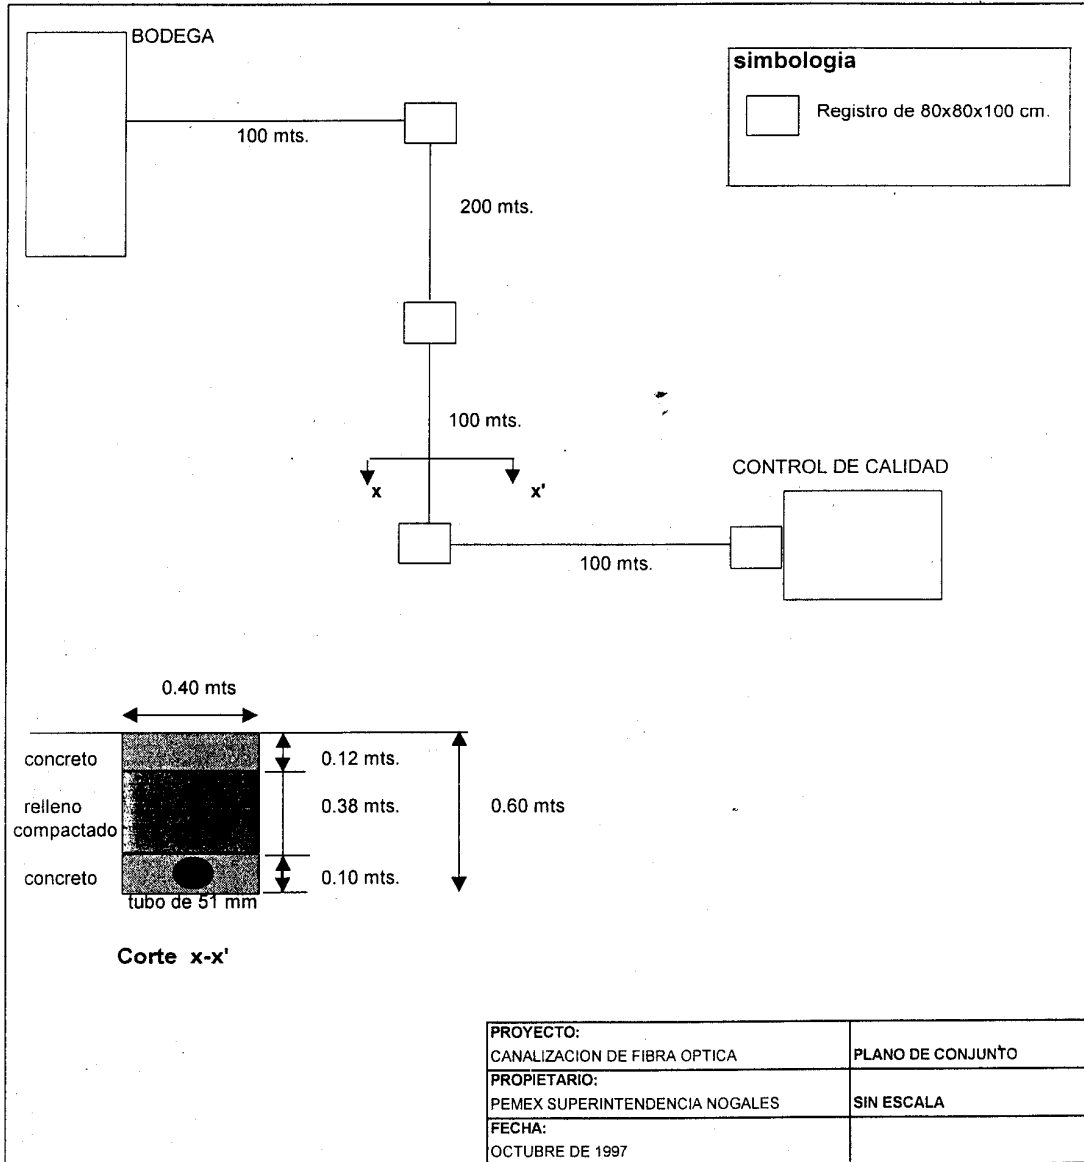 BODEGA
simbologia
Registro de 80x80x100 cm.
100 mts.
200 mts.
100 mts.
x
x'
CONTROL DE CALIDAD
100 mts.
0.40 mts
concreto
0.12 mts.
relleno
compactado
0.38 mts.
0.60 mts
concreto
0.10 mts.
tubo de 51 mm
Corte x-x'
PROYECTO:
CANALIZACION DE FIBRA OPTICA
PLANO DE CONJUNTO
PROPIETARIO:
PEMEX SUPERINTENDENCIA NOGALES
SIN ESCALA
FECHA:
OCTUBRE DE 1997